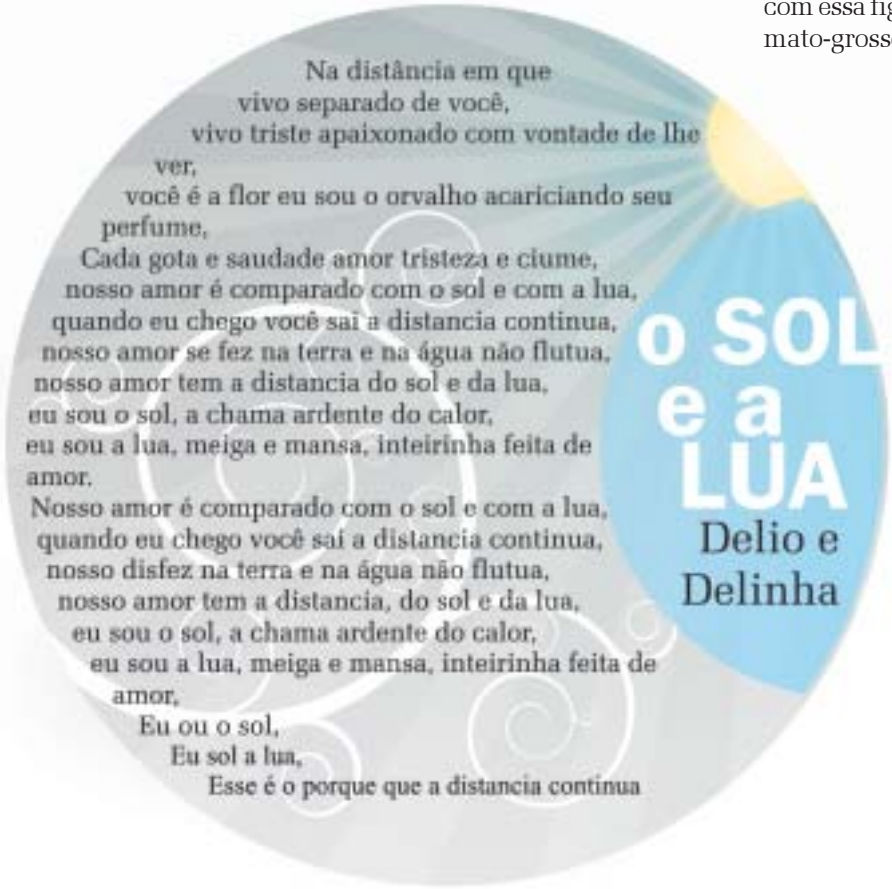 com essa fig
mato-grosse
Na distância em que
vivo separado de você,
vivo triste apaixonado com vontade de lhe
ver,
você é a flor eu sou o orvalho acariciando seu
perfume,
Cada gota e saudade amor tristeza e ciume,
nosso amor é comparado com o sol e com a lua,
quando eu chego você sai a distancia continua,
nosso amor se fez na terra e na água não flutua,
nosso amor tem a distancia do sol e da lua,
eu sou o sol, a chama ardente do calor,
eu sou a lua, meiga e mansa, inteirinha feita de
amor.
Nosso amor é comparado com o sol e com a lua,
quando eu chego você sai a distancia continua,
nosso disfez na terra e na água não flutua,
nosso amor tem a distancia, do sol e da lua,
eu sou o sol, a chama ardente do calor,
eu sou a lua, meiga e mansa, inteirinha feita de
amor,
Eu ou o sol,
Eu sol a lua,
Esse é o porque que a distancia continua
o SOL
e a
LUA
Delio e
Delinha